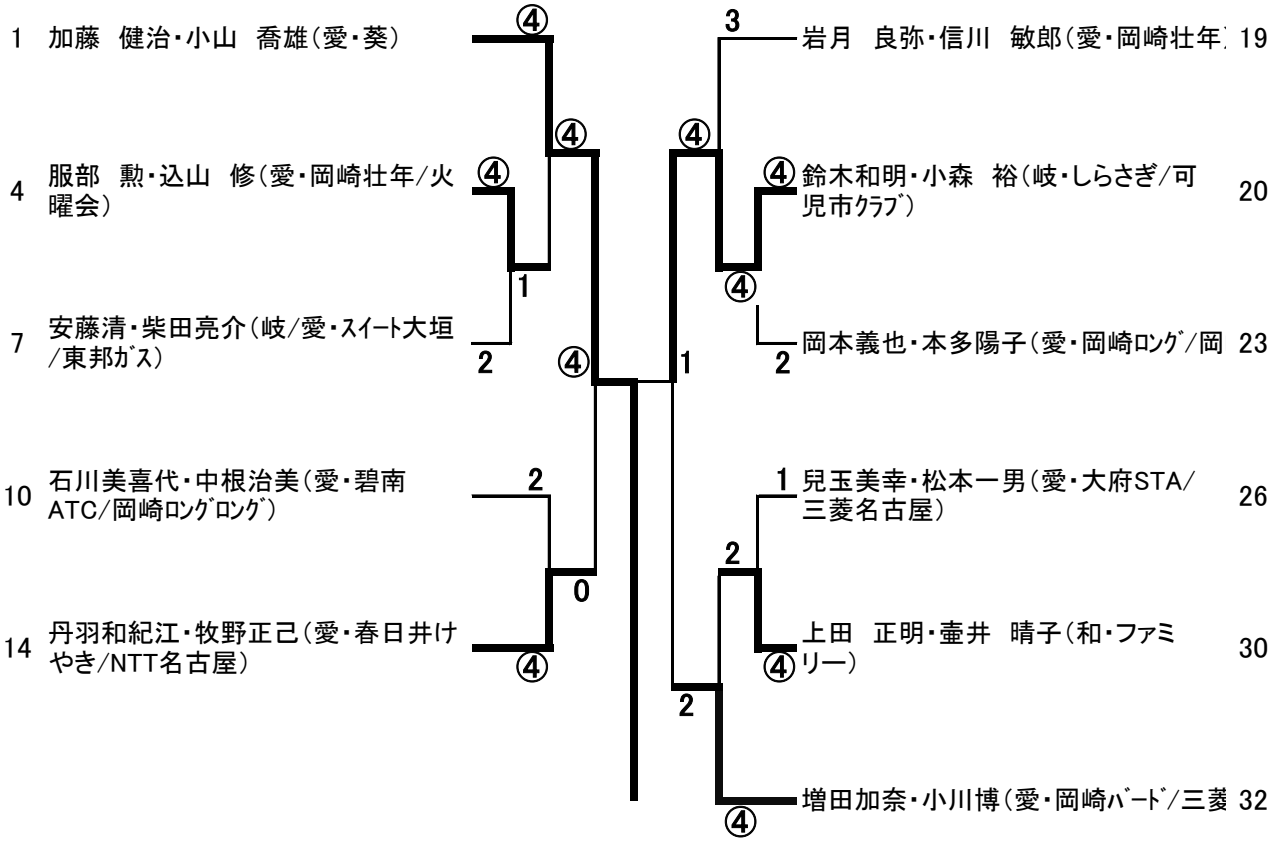 ④
1 加藤 健治・小山 喬雄(愛・葵)
④
4 服部 勲・込山 修(愛・岡崎壮年/火
曜会)
④
1
7 安藤清・柴田亮介(岐/愛・スイート大垣
/東邦ガス)
2
④
10 石川美喜代・中根治美(愛・碧南
ATC/岡崎ロングロング)
2
0
14 丹羽和紀江・牧野正己(愛・春日井け
やき/NTT名古屋)
④
3
岩月 良弥・信川 敏郎(愛・岡崎壮年) 19
④
④ 鈴木和明・小森 裕(岐・しらさぎ/可
児市クラブ) 20
④
1
2 岡本義也・本多陽子(愛・岡崎ロング/岡 23
1 兒玉美幸・松本一男(愛・大府STA/
三菱名古屋) 26
2
④ 上田 正明・壷井 晴子(和・ファミ
リー) 30
2
④ 増田加奈・小川博(愛・岡崎バード/三菱 32